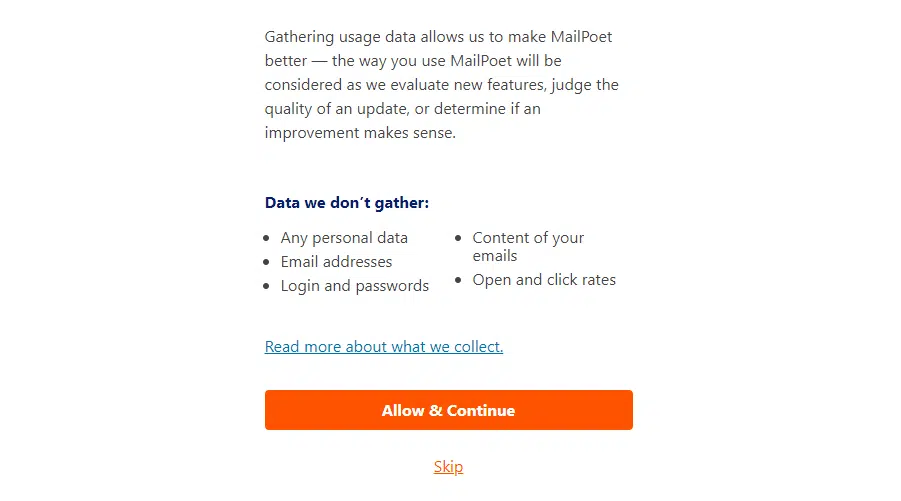 Gathering usage data allows us to make MailPoet
better — the way you use MailPoet will be
considered as we evaluate new features, judge the
quality of an update, or determine if an
improvement makes sense.
Data we don’t gather:
• Any personal data
• Email addresses
• Login and passwords
• Content of your
emails
• Open and click rates
Read more about what we collect.
Allow & Continue
Skip